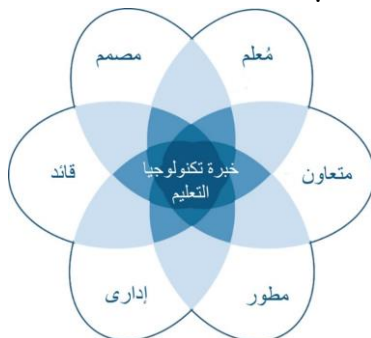 مُعلم
مصمم
متعاون
خبرة تكنولوجيا
التعليم
قائد
مطور
إدارى